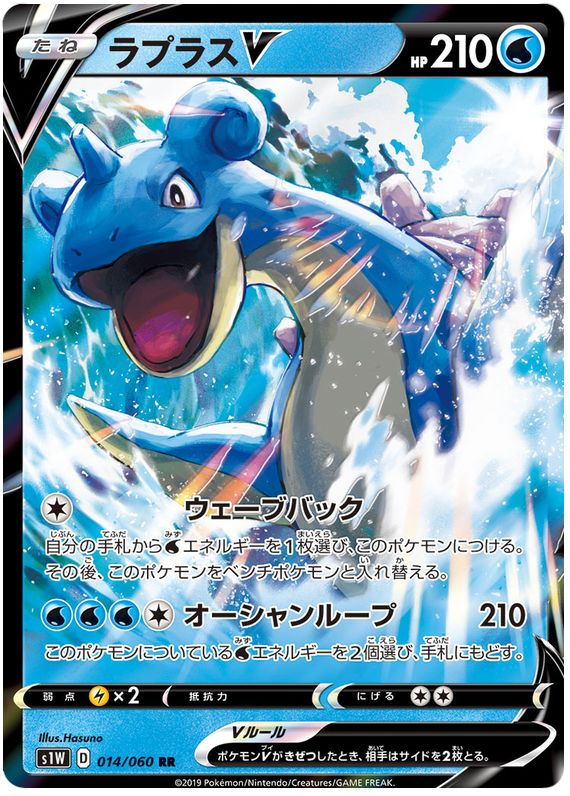 たね ラプラスV HP 210
ウェーブバック
自分の手札からエネルギーを1枚選び、このポケモンにつける。
その後、このポケモンをベンチポケモンと入れ替える。
オーシャンループ 210
このポケモンについているエネルギーを2個選び、手札にもどす。
弱点 ×2 抵抗力 にげる
Illus.Hasuno
Vルール
s1W D 014/060 RR
ポケモンVがきぜつしたとき、相手はサイドを2枚とる。
©2019 Pokémon/Nintendo/Creatures/GAME FREAK.